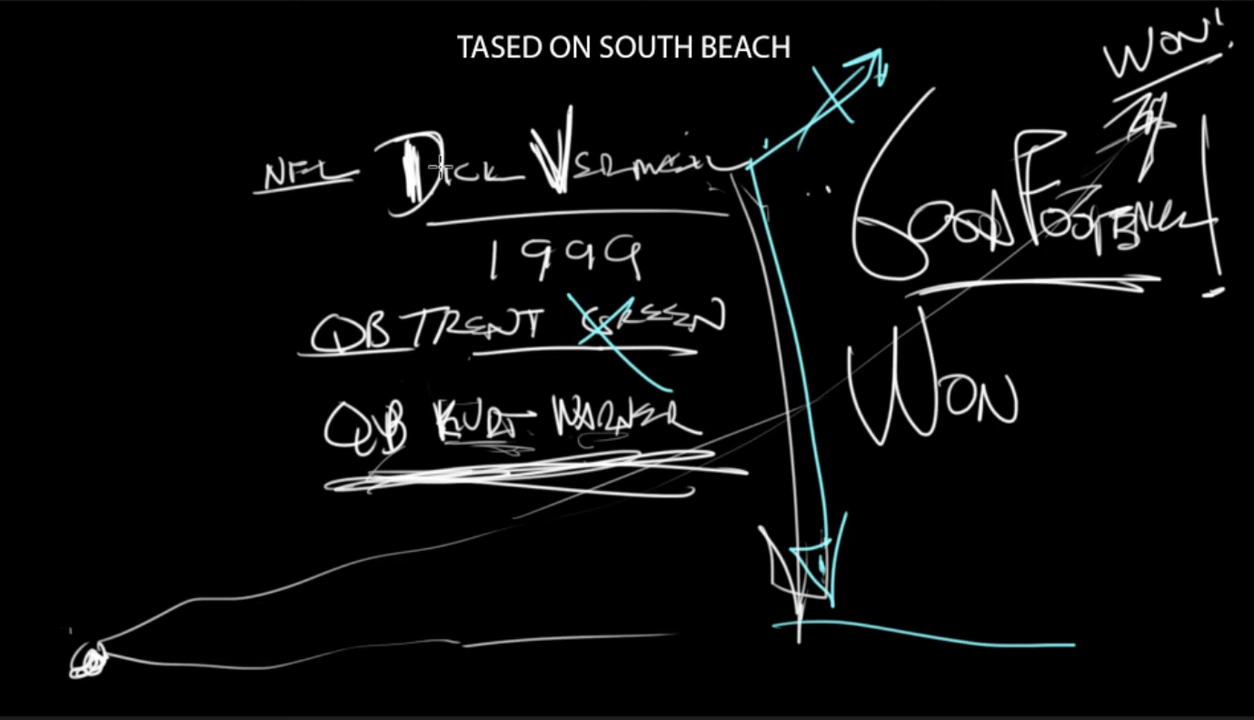 TASED ON SOUTH BEACH
WON!
NFL DICK VERMEIL
GOOD FOOTBALL!
1999
QB TRENT GREEN
QB KURT WARNER
WON